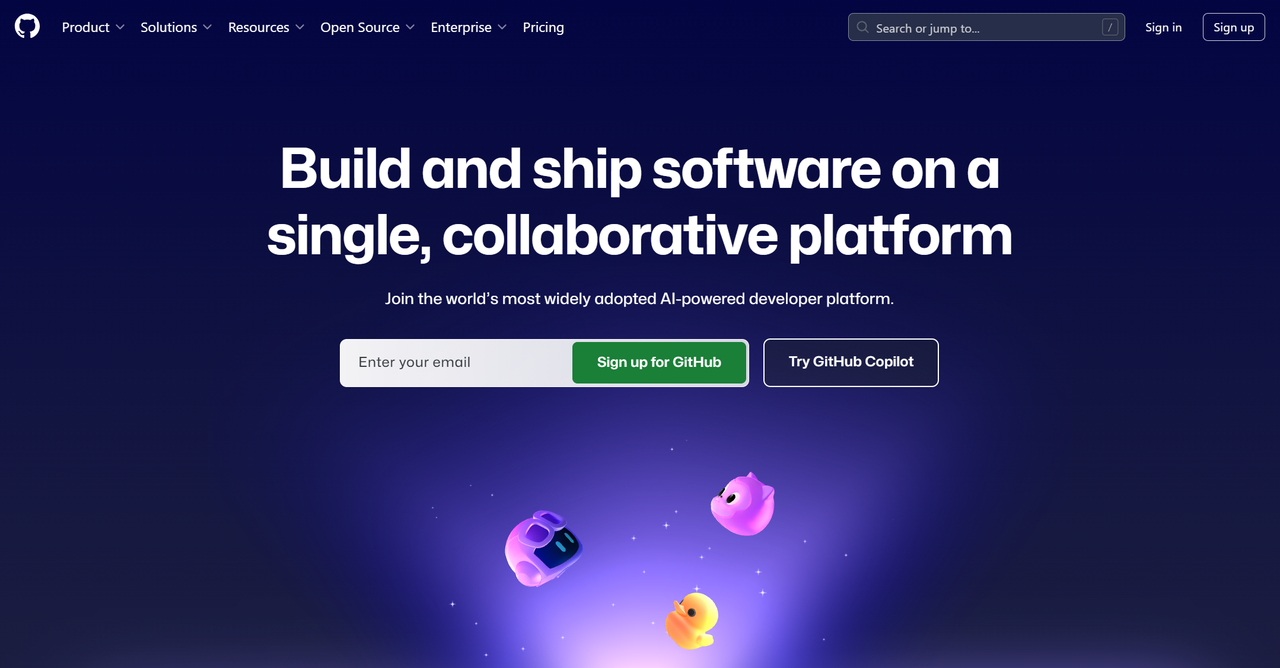 Product
Solutions
Resources
Open Source
Enterprise
Pricing
Search or jump to...
/
Sign in
Sign up
Build and ship software on a
single, collaborative platform
Join the world's most widely adopted AI-powered developer platform.
Enter your email
Sign up for GitHub
Try GitHub Copilot